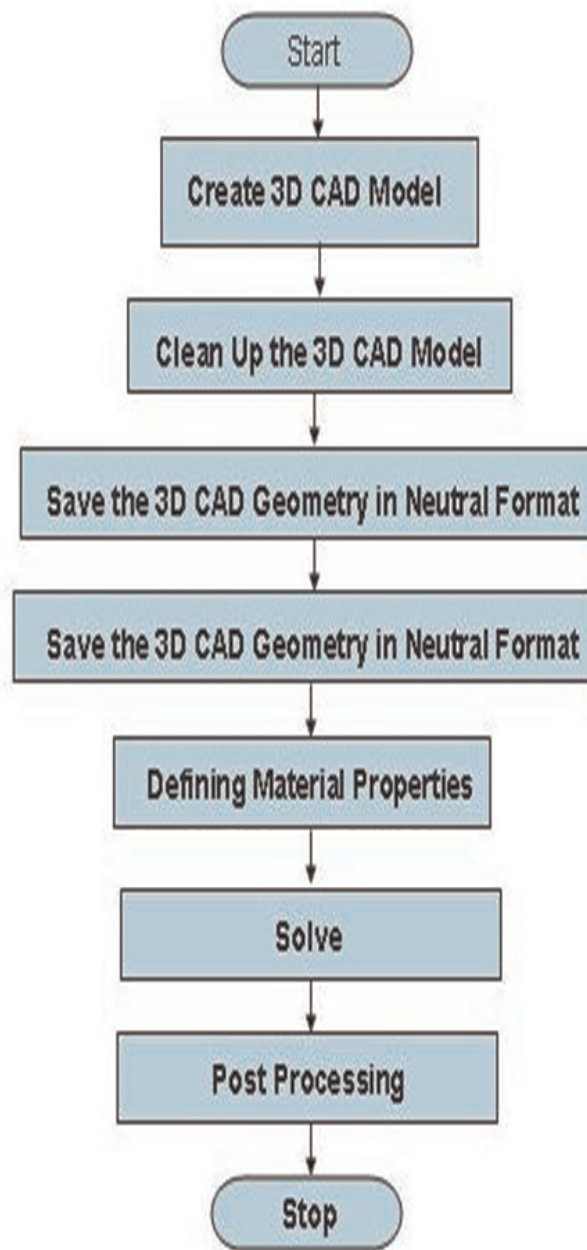 Start
Create 3D CAD Model
Clean Up the 3D CAD Model
Save the 3D CAD Geometry in Neutral Format
Save the 3D CAD Geometry in Neutral Format
Defining Material Properties
Solve
Post Processing
Stop